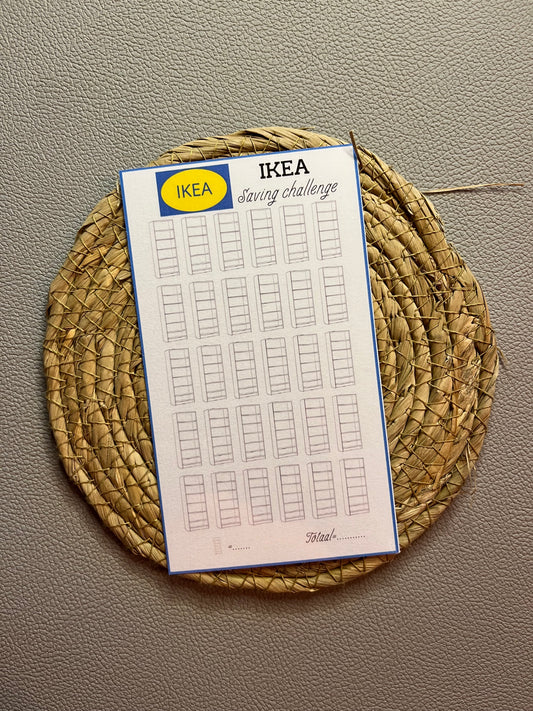 IKEA
IKEA
Saving challenge
=.......
Totaal=...........